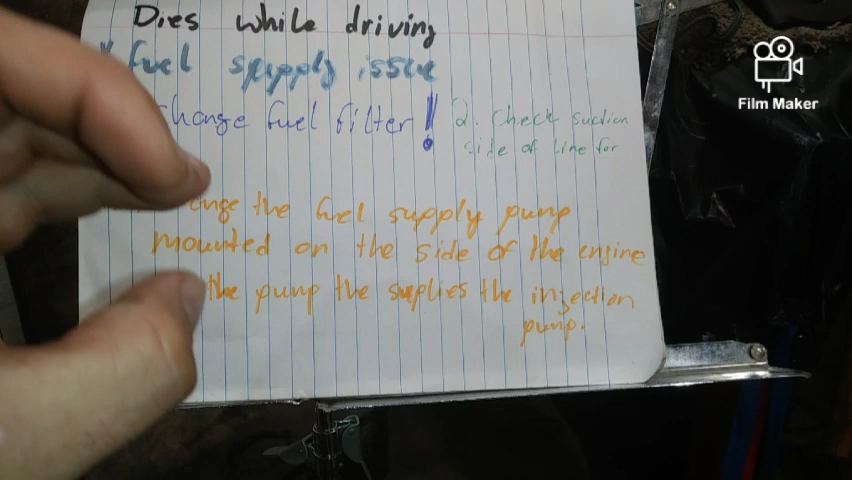 Dies while driving
fuel supply issue
change fuel filter!
2. Check suction
side of line for
the fuel supply pump
mounted on the side of the engine
the pump the suplies the injection
pump.
Film Maker